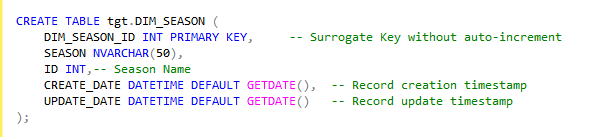 CREATE TABLE tgt.DIM_SEASON (
    DIM_SEASON_ID INT PRIMARY KEY,     -- Surrogate Key without auto-increment
    SEASON NVARCHAR(50),
    ID INT,-- Season Name
    CREATE_DATE DATETIME DEFAULT GETDATE(),  -- Record creation timestamp
    UPDATE_DATE DATETIME DEFAULT GETDATE()   -- Record update timestamp
);